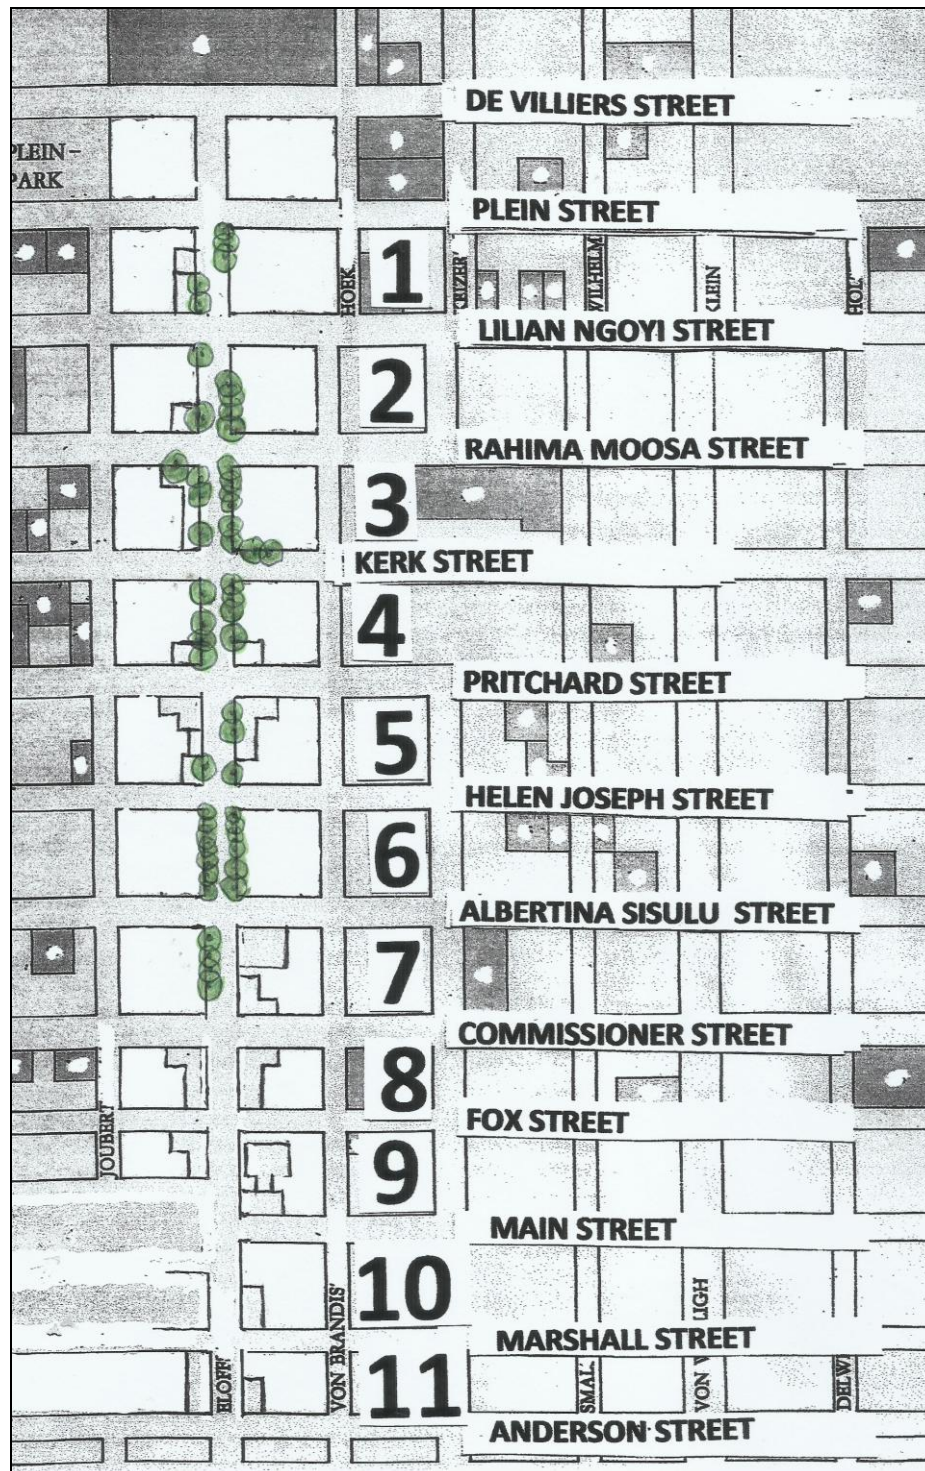 DE VILLIERS STREET
PLEIN-
PARK
PLEIN STREET
1
HOEK
WILHELM
KLEIN
LILIAN NGOYI STREET
2
RAHIMA MOOSA STREET
3
KERK STREET
4
PRITCHARD STREET
5
HELEN JOSEPH STREET
6
ALBERTINA SISULU STREET
7
COMMISSIONER STREET
8
JOUBERT
FOX STREET
9
MAIN STREET
10
VON BRANDIS
MARSHALL STREET
ELOFF
11
SMAL
VON
LIGH
DELW
ANDERSON STREET